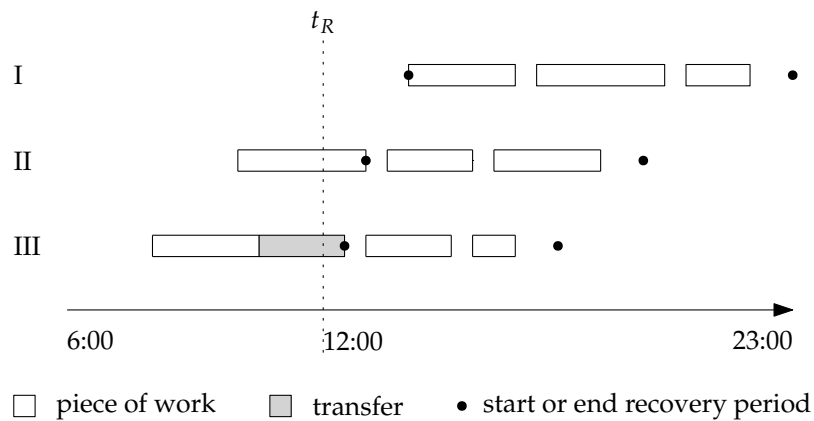 t_R
I
II
III
6:00 12:00 23:00
piece of work transfer start or end recovery period